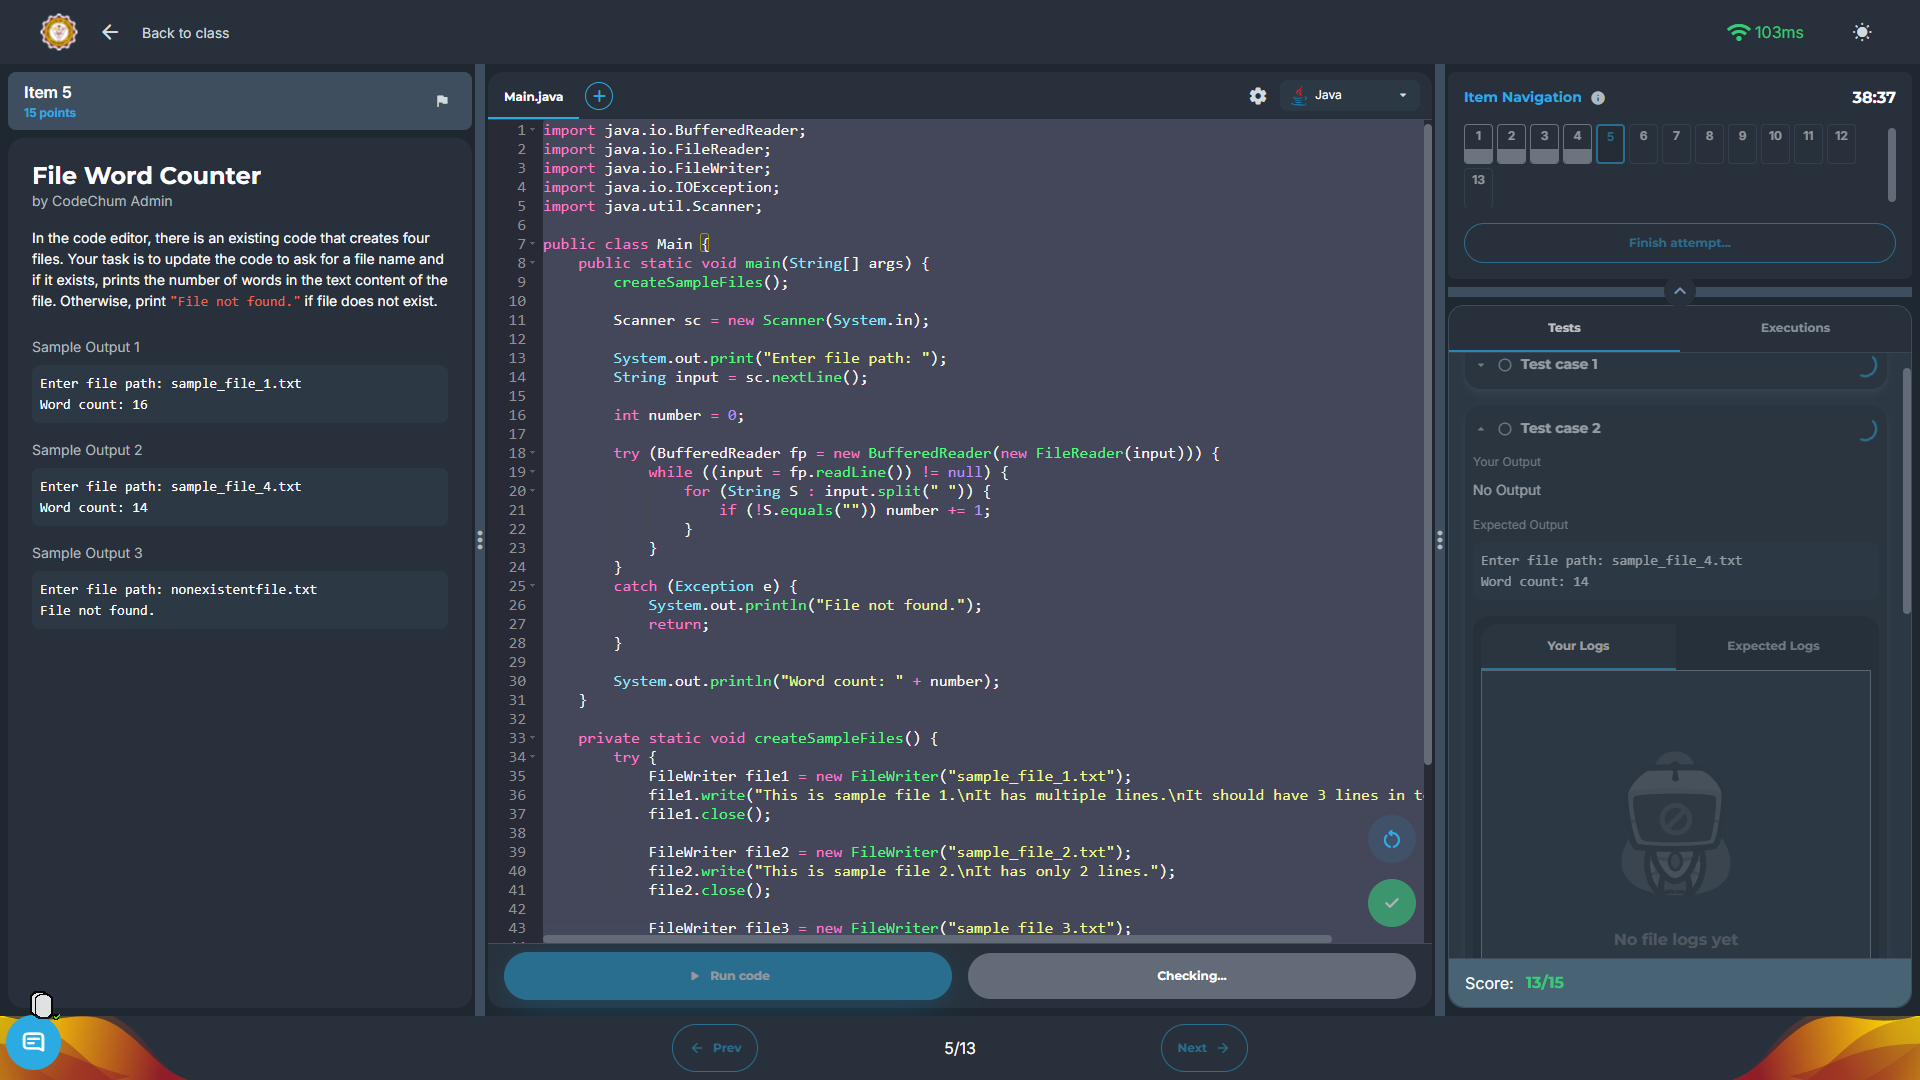 Back to class
103ms
Item 5
15 points
File Word Counter
by CodeChum Admin
In the code editor, there is an existing code that creates four
files. Your task is to update the code to ask for a file name and
if it exists, prints the number of words in the text content of the
file. Otherwise, print "File not found." if file does not exist.
Sample Output 1
Enter file path: sample_file_1.txt
Word count: 16
Sample Output 2
Enter file path: sample_file_4.txt
Word count: 14
Sample Output 3
Enter file path: nonexistentfile.txt
File not found.
Main.java
Java
1 import java.io.BufferedReader;
2 import java.io.FileReader;
3 import java.io.FileWriter;
4 import java.io.IOException;
5 import java.util.Scanner;
6
7 public class Main {
8 public static void main(String[] args) {
9 createSampleFiles();
10
11 Scanner sc = new Scanner(System.in);
12
13 System.out.print("Enter file path: ");
14 String input = sc.nextLine();
15
16 int number = 0;
17
18 try (BufferedReader fp = new BufferedReader(new FileReader(input))) {
19 while ((input = fp.readLine()) != null) {
20 for (String S : input.split(" ")) {
21 if (!S.equals("")) number += 1;
22 }
23 }
24 }
25 catch (Exception e) {
26 System.out.println("File not found.");
27 return;
28 }
29
30 System.out.println("Word count: " + number);
31 }
32
33 private static void createSampleFiles() {
34 try {
35 FileWriter file1 = new FileWriter("sample_file_1.txt");
36 file1.write("This is sample file 1.\nIt has multiple lines.\nIt should have 3 lines in t
37 file1.close();
38
39 FileWriter file2 = new FileWriter("sample_file_2.txt");
40 file2.write("This is sample file 2.\nIt has only 2 lines.");
41 file2.close();
42
43 FileWriter file3 = new FileWriter("sample_file_3.txt");
Run code
Checking...
Item Navigation
38:37
1 2 3 4 5 6 7 8 9 10 11 12
13
Finish attempt...
Tests
Executions
Test case 1
Test case 2
Your Output
No Output
Expected Output
Enter file path: sample_file_4.txt
Word count: 14
Your Logs
Expected Logs
No file logs yet
Score: 13/15
Prev
5/13
Next